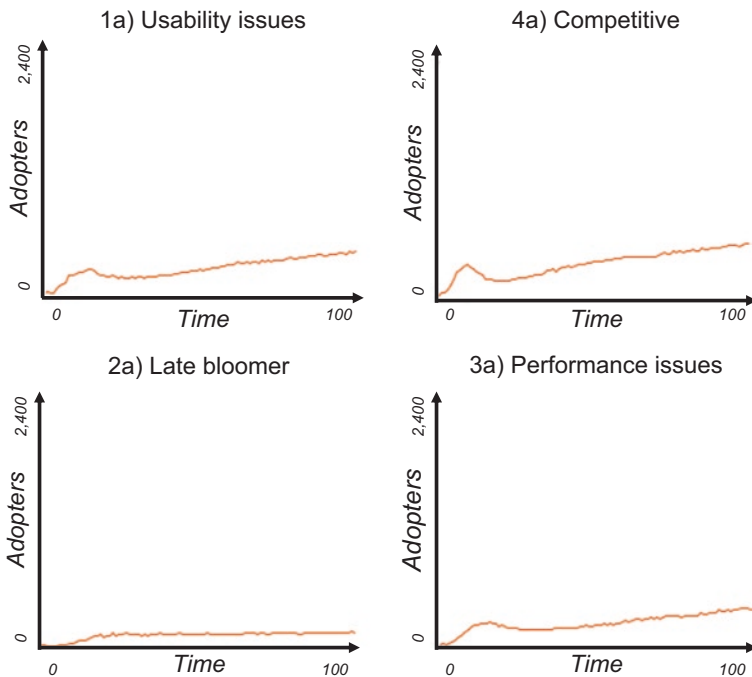 1a) Usability issues
2,400
Adopters
0
0
Time
100
4a) Competitive
2,400
Adopters
0
0
Time
100
2a) Late bloomer
2,400
Adopters
0
0
Time
100
3a) Performance issues
2,400
Adopters
0
0
Time
100